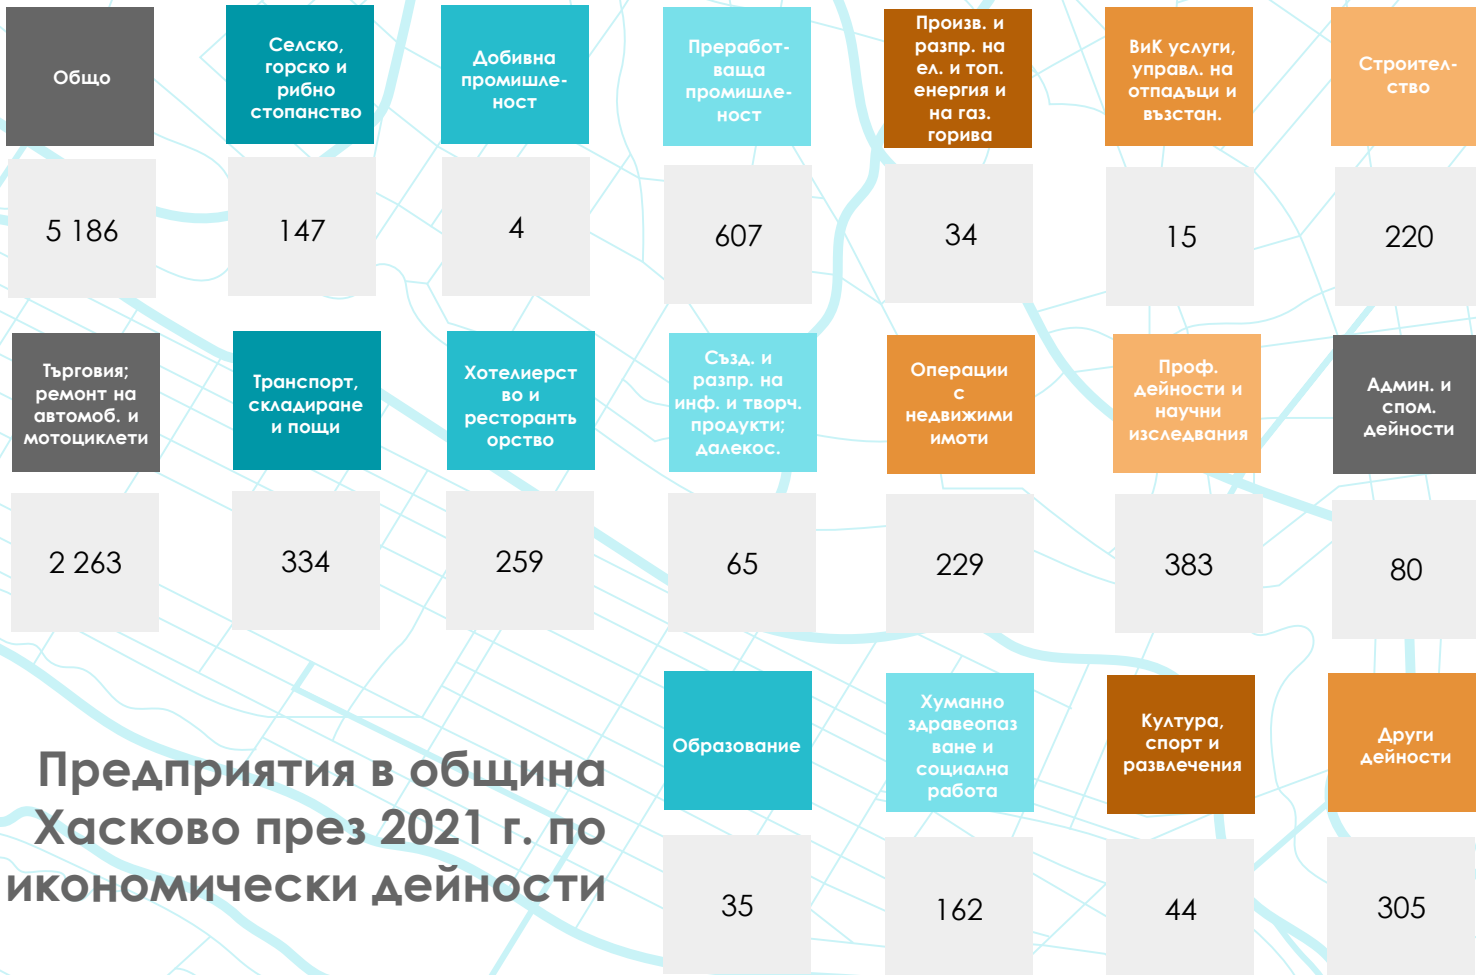 Общо
Селско,
горско и
рибно
стопанство
Добивна
промишле-
ност
Преработ-
ваща
промишле-
ност
Произв. и
разпр. на
ел. и топ.
енергия и
на газ.
горива
ВиК услуги,
управл. на
отпадъци и
възстан.
Строител-
ство
5 186
147
4
607
34
15
220
Търговия;
ремонт на
автомоб. и
мотоциклети
Транспорт,
складиране
и пощи
Хотелиерст
во и
ресторантъ
орство
Създ. и
разпр. на
инф. и творч.
продукти;
далекос.
Операции
с
недвижими
имоти
Проф.
дейности и
научни
изследвания
Админ. и
спом.
дейности
2 263
334
259
65
229
383
80
Образование
Хуманно
здравеопаз
ване и
социална
работа
Култура,
спорт и
развлечения
Други
дейности
35
162
44
305
Предприятия в община
Хасково през 2021 г. по
икономически дейности